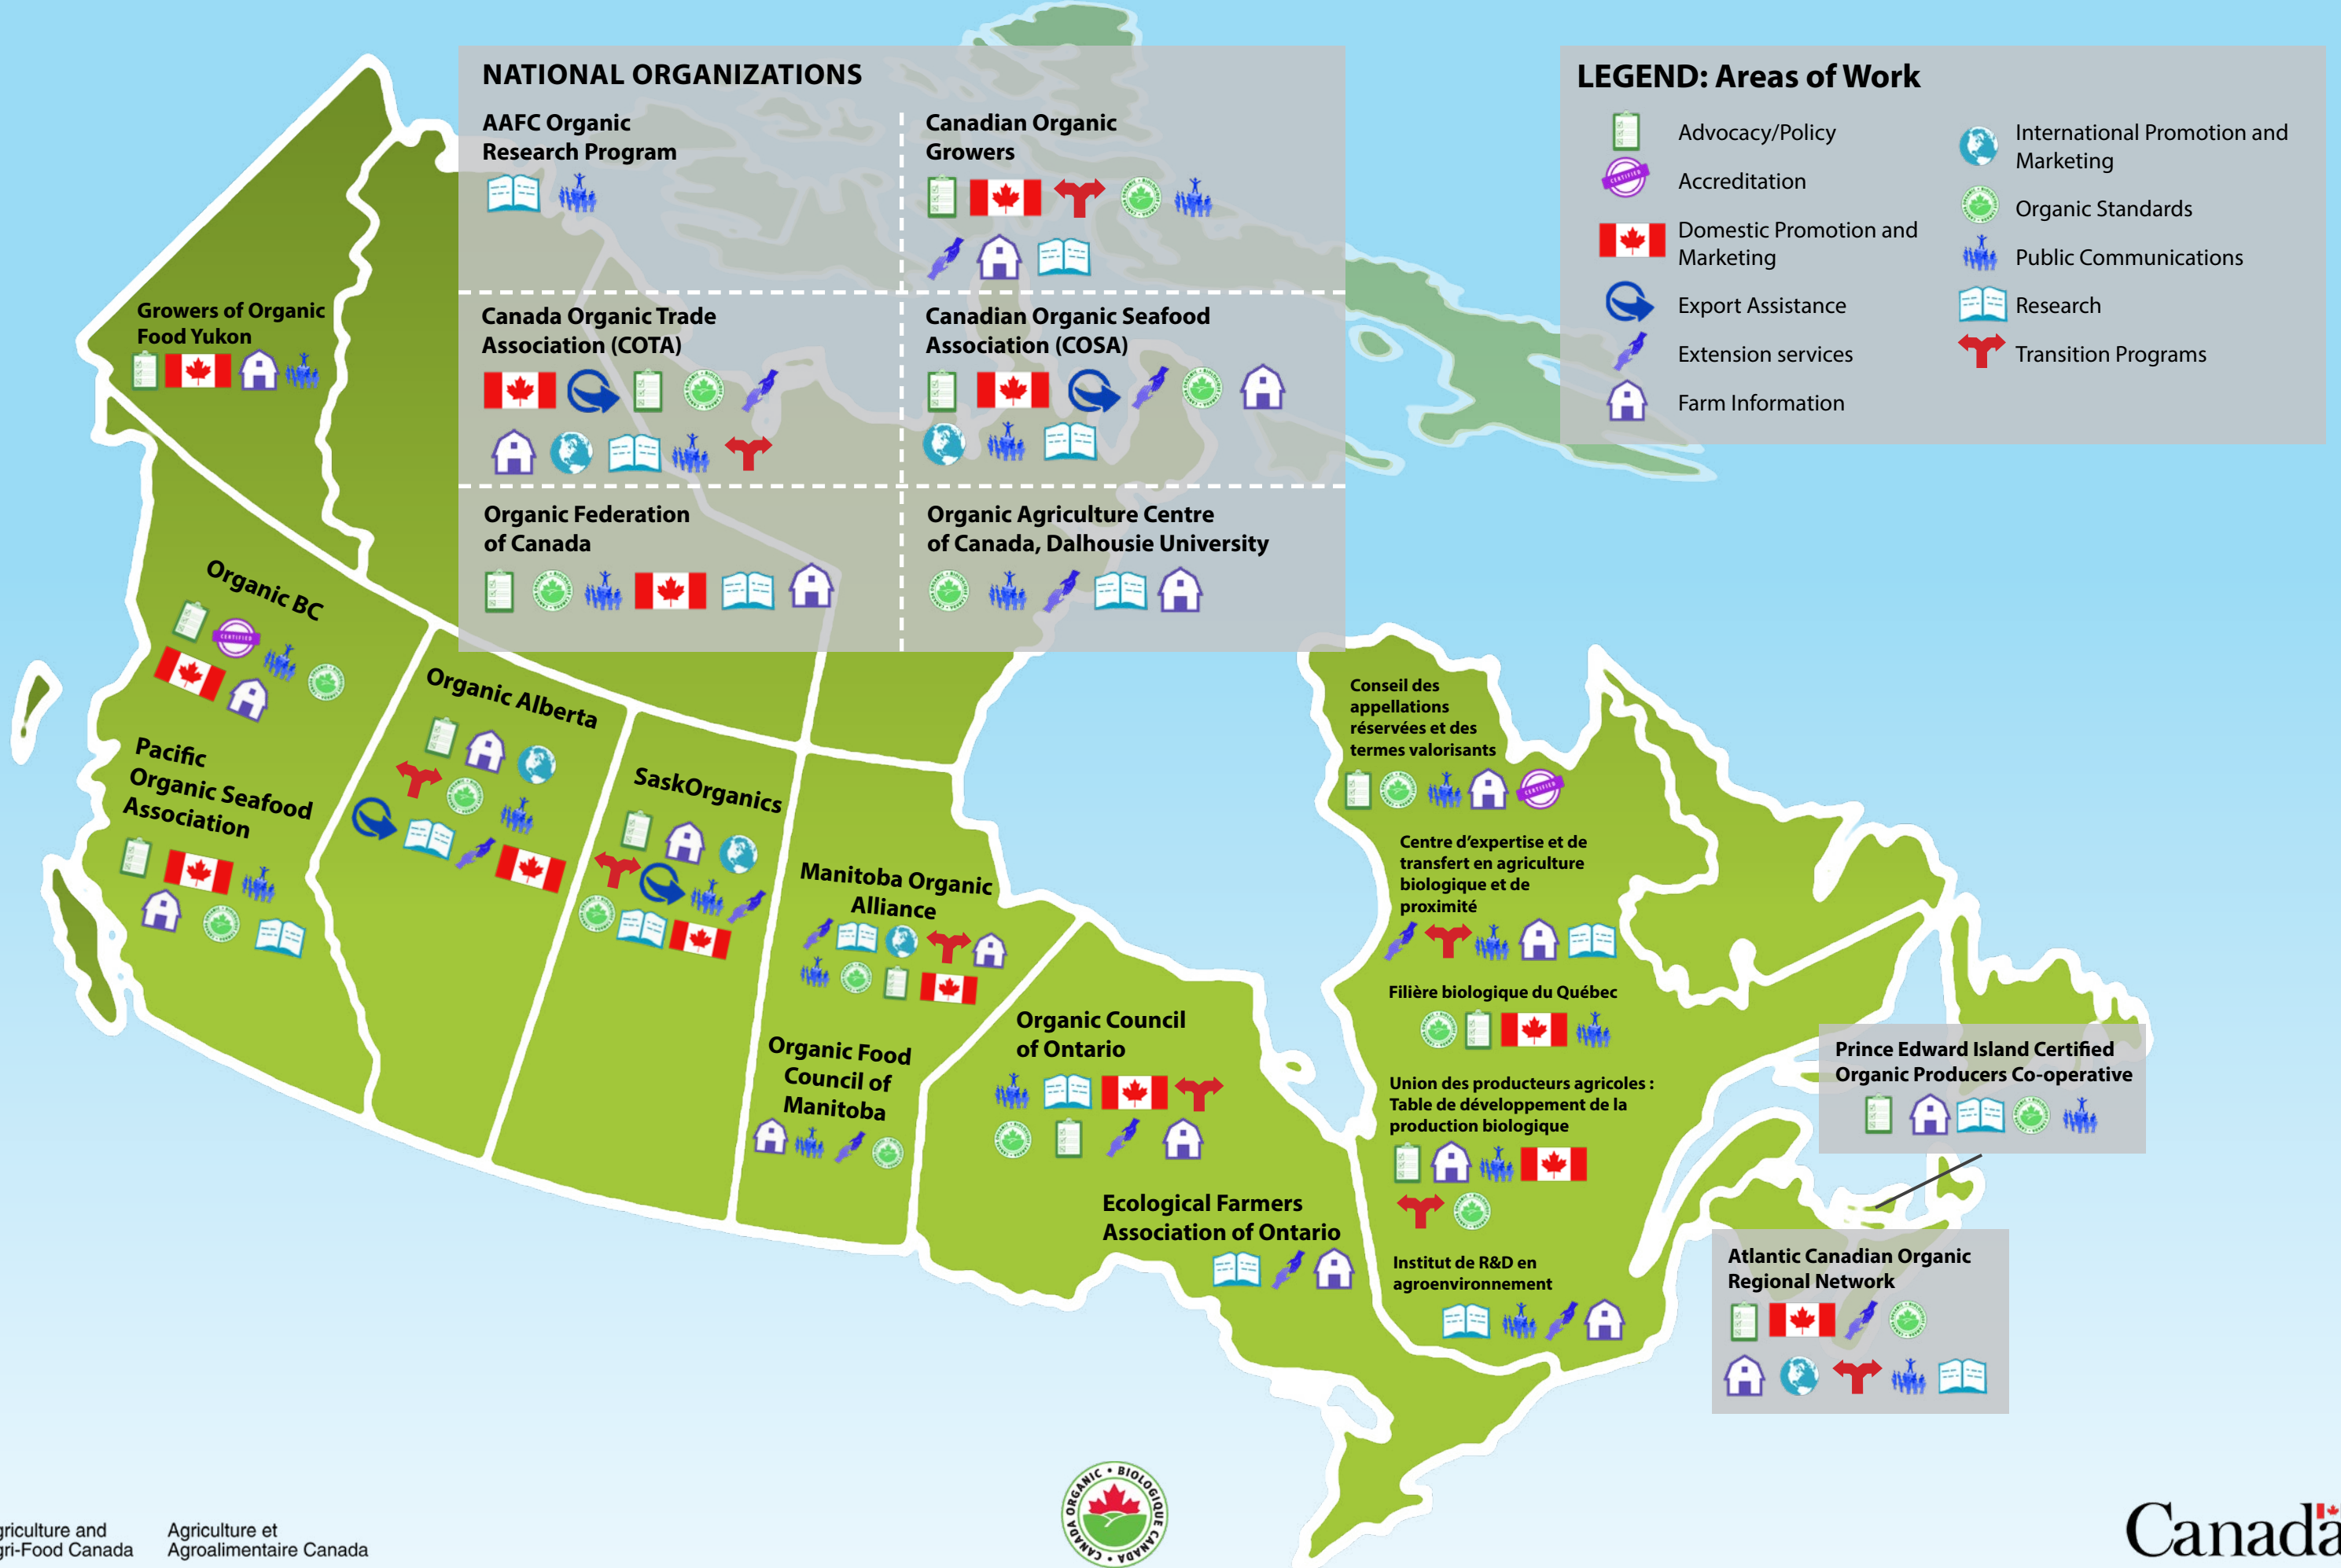 NATIONAL ORGANIZATIONS
AAFC Organic
Research Program
Canadian Organic
Growers
Canada Organic Trade
Association (COTA)
Canadian Organic Seafood
Association (COSA)
Organic Federation
of Canada
Organic Agriculture Centre
of Canada, Dalhousie University
LEGEND: Areas of Work
Advocacy/Policy
CERTIFIED
Accreditation
Domestic Promotion and
Marketing
Export Assistance
Extension services
Farm Information
International Promotion and
Marketing
Organic Standards
Public Communications
Research
Transition Programs
Growers of Organic
Food Yukon
Organic BC
CERTIFIED
Pacific
Organic Seafood
Association
Organic Alberta
SaskOrganics
Manitoba Organic
Alliance
Organic Food
Council of
Manitoba
Organic Council
of Ontario
Ecological Farmers
Association of Ontario
Conseil des
appellations
réservées et des
termes valorisants
CERTIFIED
Centre d'expertise et de
transfert en agriculture
biologique et de
proximité
Filière biologique du Québec
Union des producteurs agricoles :
Table de développement de la
production biologique
Institut de R&D en
agroenvironnement
Prince Edward Island Certified
Organic Producers Co-operative
Atlantic Canadian Organic
Regional Network
griculture and
gri-Food Canada
Agriculture et
Agroalimentaire Canada
CANADA ORGANIC • BIOLOGIQUE CANADA •
Canada